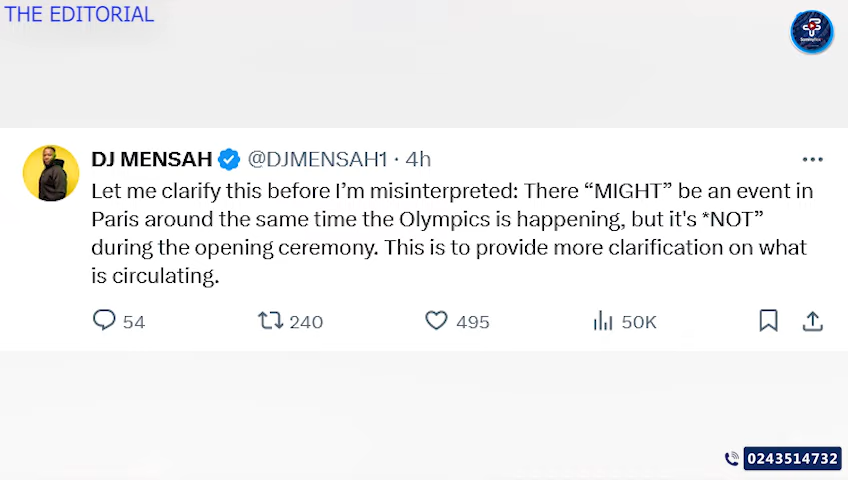 THE EDITORIAL
DJ MENSAH @DJMENSAH1 · 4h
Let me clarify this before I’m misinterpreted: There “MIGHT” be an event in
Paris around the same time the Olympics is happening, but it's *NOT”
during the opening ceremony. This is to provide more clarification on what
is circulating.
54 240 495 50K
0243514732